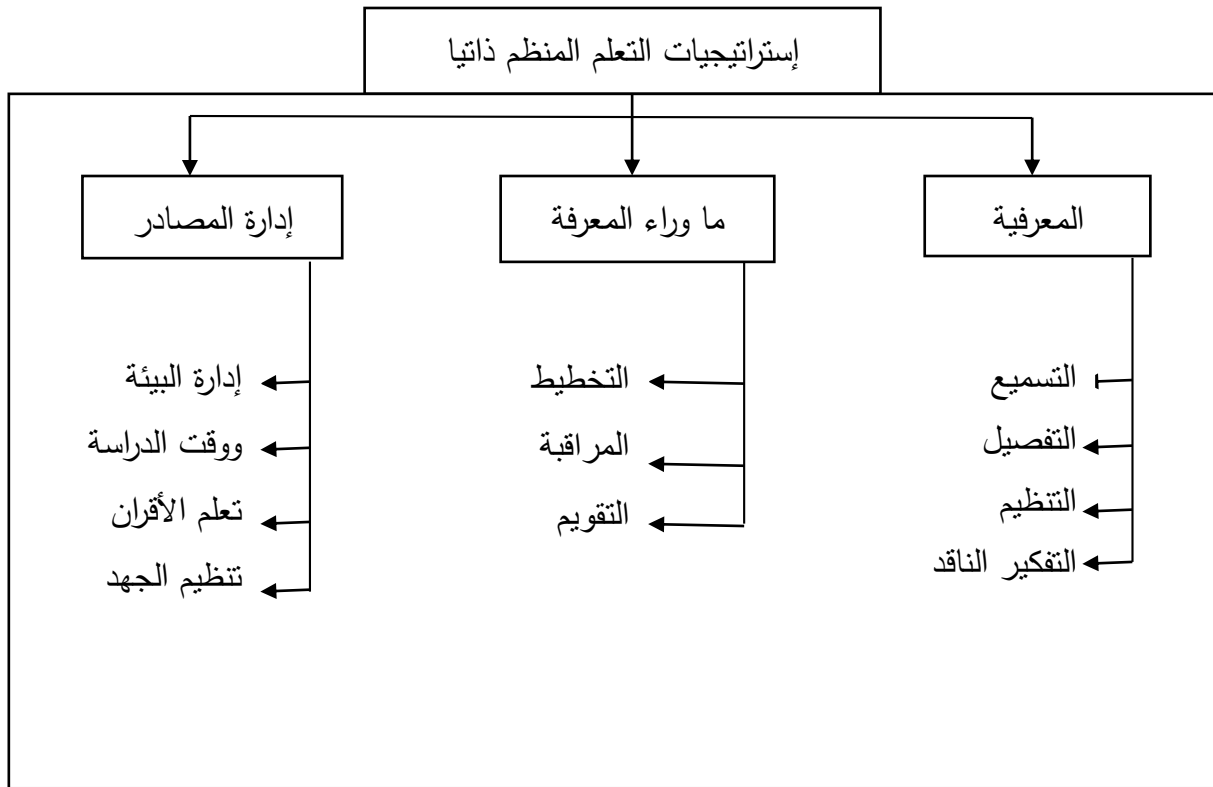 إستراتيجيات التعلم المنظم ذاتيا
المعرفية
ما وراء المعرفة
إدارة المصادر
التسميع
التفصيل
التنظيم
التفكير الناقد
التخطيط
المراقبة
التقويم
إدارة البيئة
ووقت الدراسة
تعلم الأقران
تنظيم الجهد